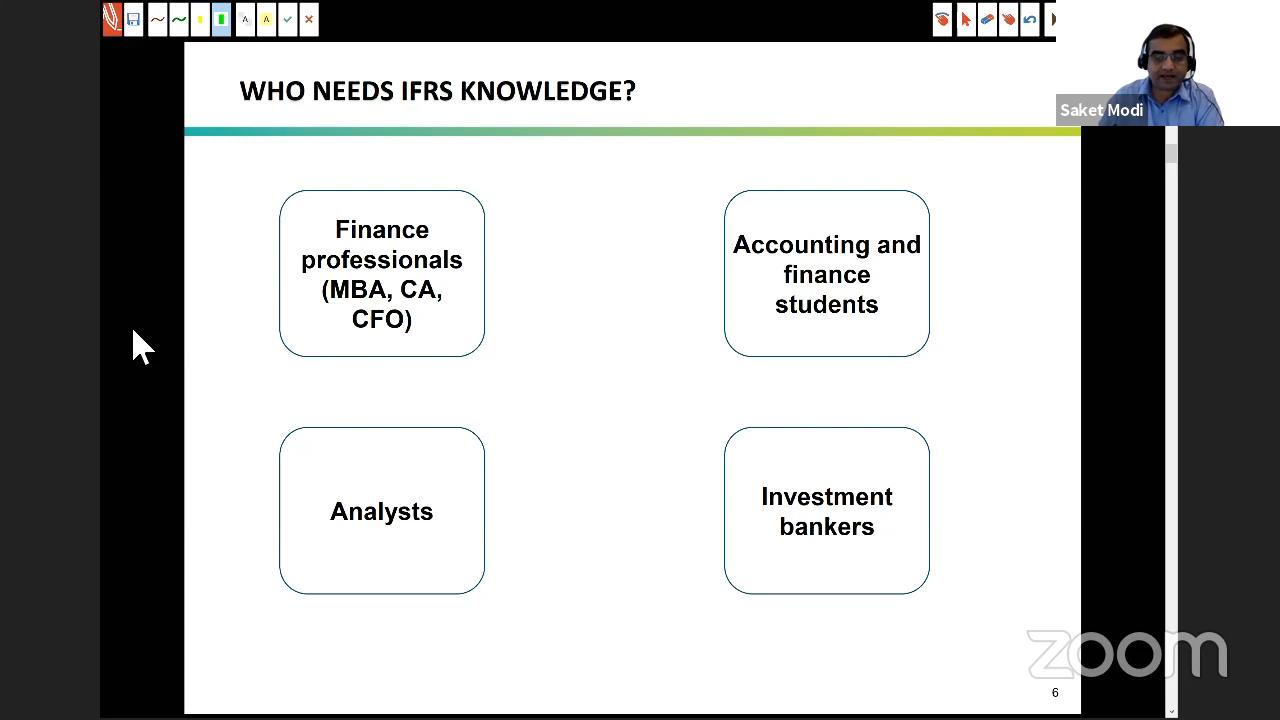 A A
Saket Modi
WHO NEEDS IFRS KNOWLEDGE?
Finance
professionals
(MBA, CA,
CFO)
Accounting and
finance
students
Analysts
Investment
bankers
zoom
6